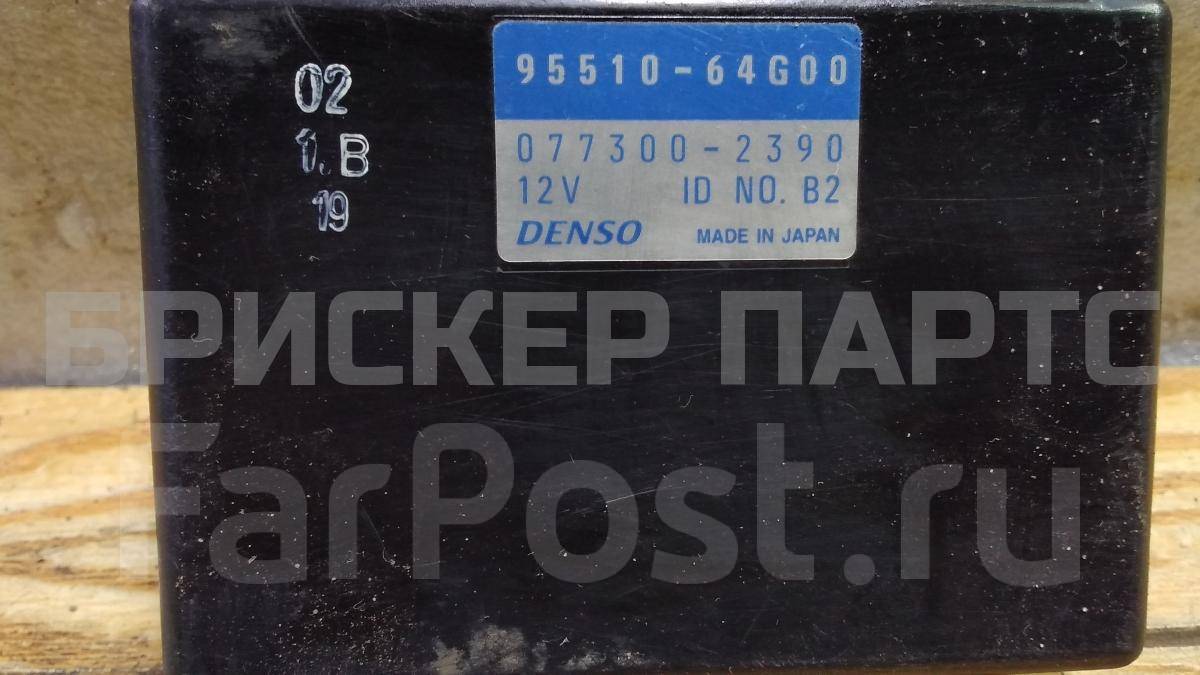 95510-64G00
077300-2390
12V ID NO. B2
DENSO MADE IN JAPAN
02
1.B
19
БРИСКЕР ПАРТС
FarPost.ru